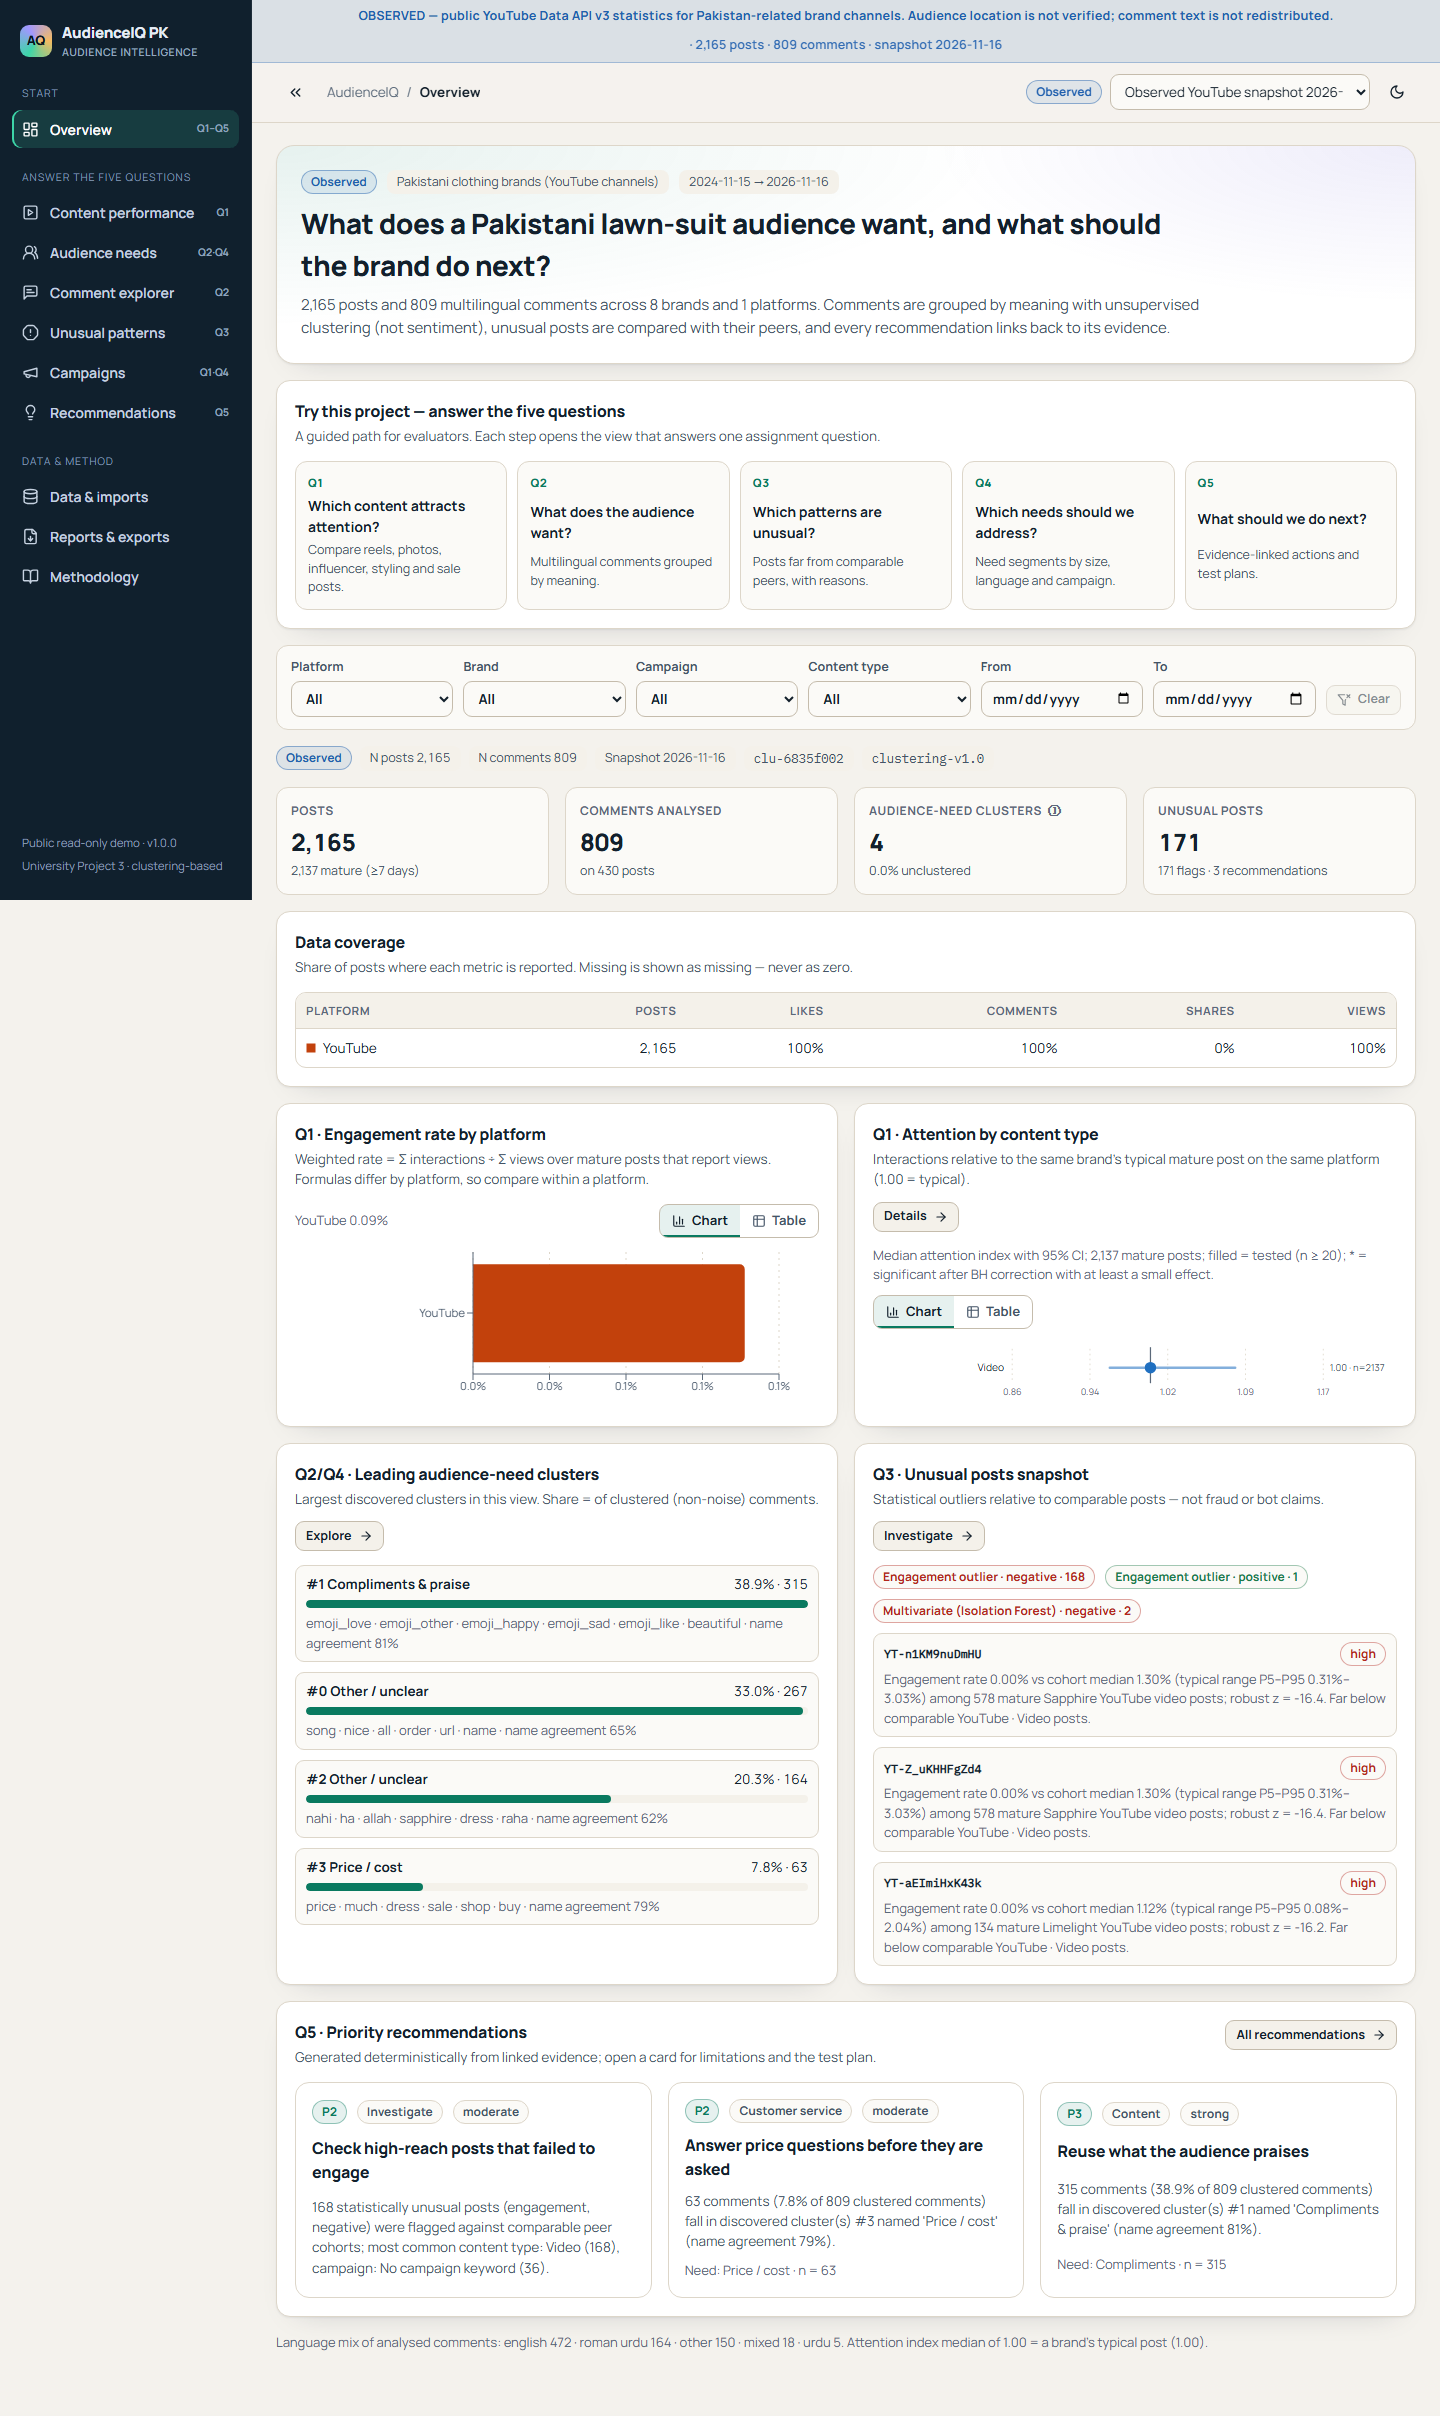 AQ
AudienceIQ PK
AUDIENCE INTELLIGENCE
START
Overview Q1–Q5
ANSWER THE FIVE QUESTIONS
Content performance Q1
Audience needs Q2·Q4
Comment explorer Q2
Unusual patterns Q3
Campaigns Q1·Q4
Recommendations Q5
DATA & METHOD
Data & imports
Reports & exports
Methodology
Public read-only demo · v1.0.0
University Project 3 · clustering-based
OBSERVED — public YouTube Data API v3 statistics for Pakistan-related brand channels. Audience location is not verified; comment text is not redistributed.
· 2,165 posts · 809 comments · snapshot 2026-11-16
AudienceIQ / Overview
Observed
Observed YouTube snapshot 2026-
Observed Pakistani clothing brands (YouTube channels) 2024-11-15 → 2026-11-16
What does a Pakistani lawn-suit audience want, and what should
the brand do next?
2,165 posts and 809 multilingual comments across 8 brands and 1 platforms. Comments are grouped by meaning with unsupervised
clustering (not sentiment), unusual posts are compared with their peers, and every recommendation links back to its evidence.
Try this project — answer the five questions
A guided path for evaluators. Each step opens the view that answers one assignment question.
Q1
Which content attracts
attention?
Compare reels, photos,
influencer, styling and sale
posts.
Q2
What does the audience
want?
Multilingual comments grouped
by meaning.
Q3
Which patterns are
unusual?
Posts far from comparable
peers, with reasons.
Q4
Which needs should we
address?
Need segments by size,
language and campaign.
Q5
What should we do next?
Evidence-linked actions and
test plans.
Platform Brand Campaign Content type From To
All All All All mm/dd/yyyy mm/dd/yyyy Clear
Observed N posts 2,165 N comments 809 Snapshot 2026-11-16 clu-6835f002 clustering-v1.0
POSTS
2,165
2,137 mature (≥7 days)
COMMENTS ANALYSED
809
on 430 posts
AUDIENCE-NEED CLUSTERS
4
0.0% unclustered
UNUSUAL POSTS
171
171 flags · 3 recommendations
Data coverage
Share of posts where each metric is reported. Missing is shown as missing — never as zero.
PLATFORM POSTS LIKES COMMENTS SHARES VIEWS
YouTube 2,165 100% 100% 0% 100%
Q1 · Engagement rate by platform
Weighted rate = Σ interactions ÷ Σ views over mature posts that report views.
Formulas differ by platform, so compare within a platform.
YouTube 0.09%
Chart Table
YouTube
0.0% 0.0% 0.1% 0.1% 0.1%
Q1 · Attention by content type
Interactions relative to the same brand's typical mature post on the same platform
(1.00 = typical).
Details
Median attention index with 95% CI; 2,137 mature posts; filled = tested (n ≥ 20); * =
significant after BH correction with at least a small effect.
Chart Table
Video 1.00 · n=2137
0.86 0.94 1.02 1.09 1.17
Q2/Q4 · Leading audience-need clusters
Largest discovered clusters in this view. Share = of clustered (non-noise) comments.
Explore
#1 Compliments & praise 38.9% · 315
emoji_love · emoji_other · emoji_happy · emoji_sad · emoji_like · beautiful · name
agreement 81%
#0 Other / unclear 33.0% · 267
song · nice · all · order · url · name · name agreement 65%
#2 Other / unclear 20.3% · 164
nahi · ha · allah · sapphire · dress · raha · name agreement 62%
#3 Price / cost 7.8% · 63
price · much · dress · sale · shop · buy · name agreement 79%
Q3 · Unusual posts snapshot
Statistical outliers relative to comparable posts — not fraud or bot claims.
Investigate
Engagement outlier · negative · 168 Engagement outlier · positive · 1
Multivariate (Isolation Forest) · negative · 2
YT-n1KM9nuDmHU high
Engagement rate 0.00% vs cohort median 1.30% (typical range P5–P95 0.31%–
3.03%) among 578 mature Sapphire YouTube video posts; robust z = -16.4. Far below
comparable YouTube · Video posts.
YT-Z_uKHHFgZd4 high
Engagement rate 0.00% vs cohort median 1.30% (typical range P5–P95 0.31%–
3.03%) among 578 mature Sapphire YouTube video posts; robust z = -16.4. Far below
comparable YouTube · Video posts.
YT-aEImiHxK43k high
Engagement rate 0.00% vs cohort median 1.12% (typical range P5–P95 0.08%–
2.04%) among 134 mature Limelight YouTube video posts; robust z = -16.2. Far
below comparable YouTube · Video posts.
Q5 · Priority recommendations
Generated deterministically from linked evidence; open a card for limitations and the test plan.
All recommendations
P2 Investigate moderate
Check high-reach posts that failed to
engage
168 statistically unusual posts (engagement,
negative) were flagged against comparable peer
cohorts; most common content type: Video (168),
campaign: No campaign keyword (36).
P2 Customer service moderate
Answer price questions before they are
asked
63 comments (7.8% of 809 clustered comments)
fall in discovered cluster(s) #3 named 'Price / cost'
(name agreement 79%).
Need: Price / cost · n = 63
P3 Content strong
Reuse what the audience praises
315 comments (38.9% of 809 clustered comments)
fall in discovered cluster(s) #1 named 'Compliments
& praise' (name agreement 81%).
Need: Compliments · n = 315
Language mix of analysed comments: english 472 · roman urdu 164 · other 150 · mixed 18 · urdu 5. Attention index median of 1.00 = a brand's typical post (1.00).